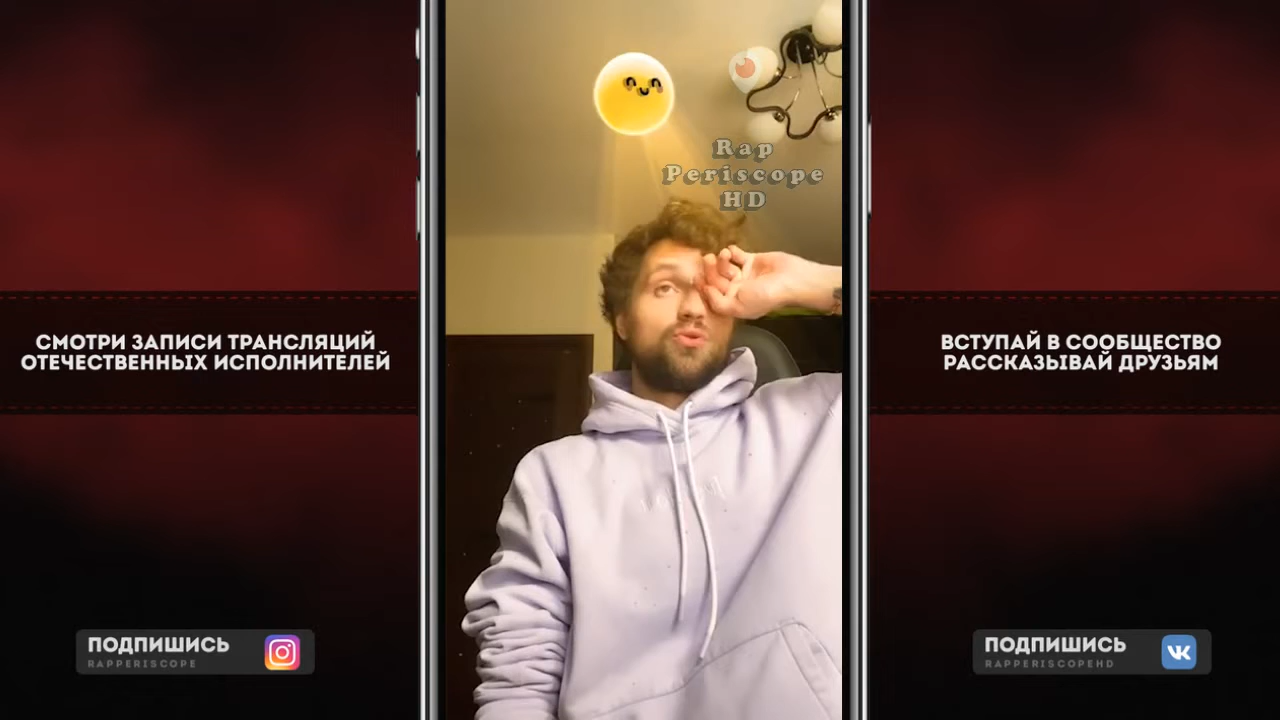 Rap
Periscope
HD
СМОТРИ ЗАПИСИ ТРАНСЛЯЦИЙ
ОТЕЧЕСТВЕННЫХ ИСПОЛНИТЕЛЕЙ
ВСТУПАЙ В СООБЩЕСТВО
РАССКАЗЫВАЙ ДРУЗЬЯМ
ПОДПИШИСЬ
RAPPERISCOPE
ПОДПИШИСЬ
RAPPERISCOPEHD